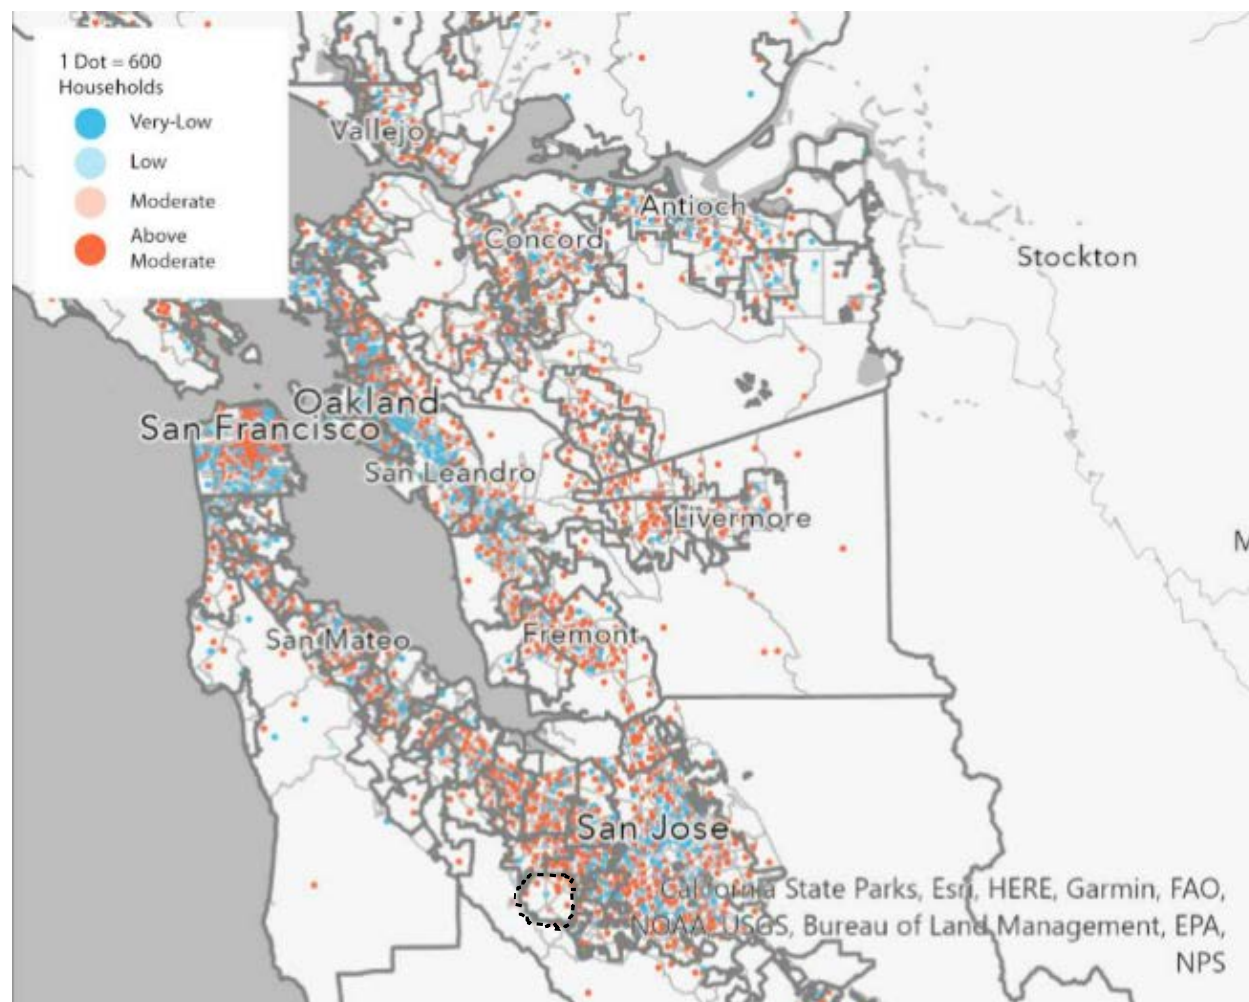 1 Dot = 600
Households
Very-Low
Low
Moderate
Above
Moderate
Vallejo
Antioch
Concord
Stockton
Oakland
San Francisco
San Leandro
Livermore
M
San Mateo
Fremont
San Jose
California State Parks, Esri, HERE, Garmin, FAO,
NOAA, USGS, Bureau of Land Management, EPA,
NPS